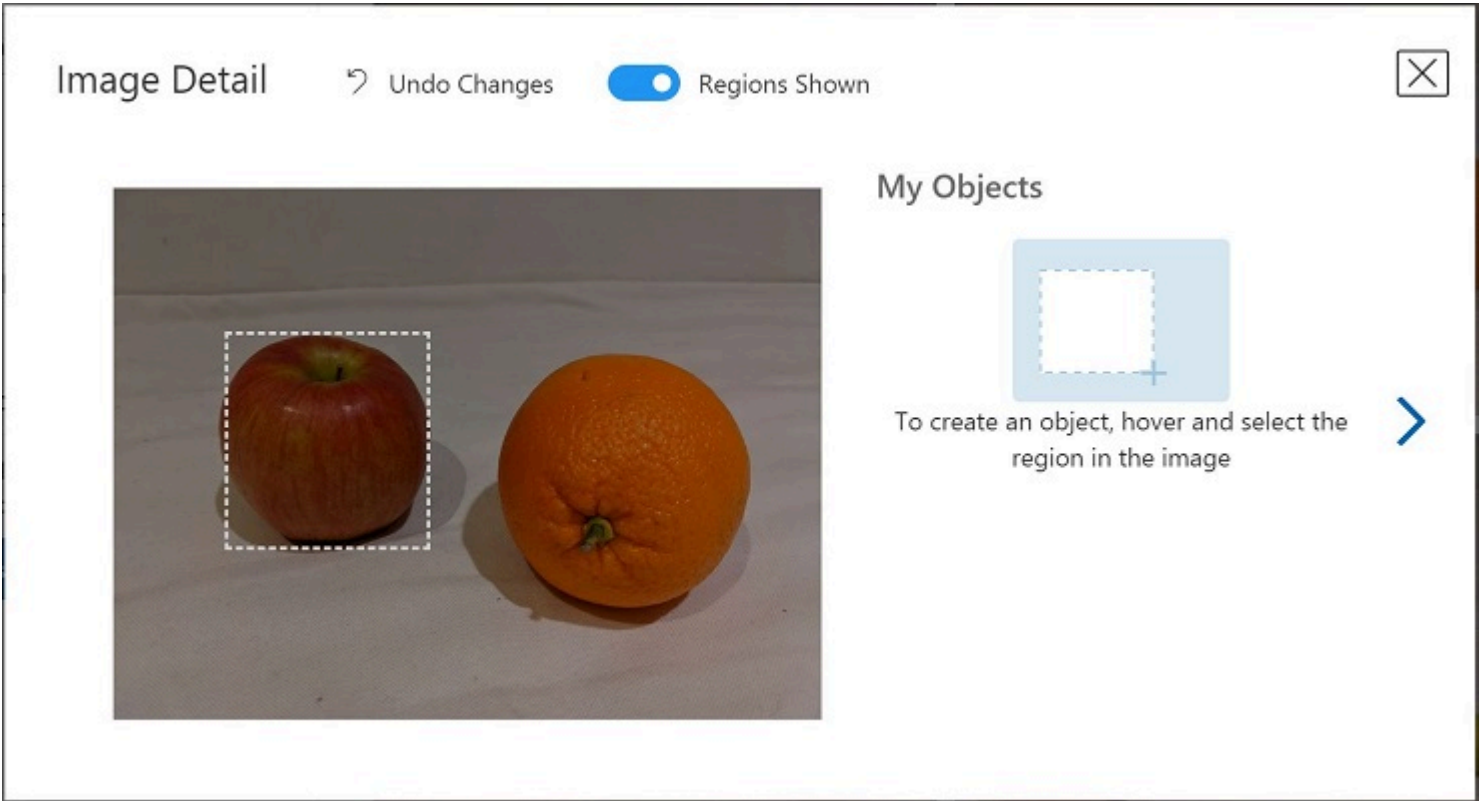 Image Detail
Undo Changes
Regions Shown
My Objects
To create an object, hover and select the
region in the image